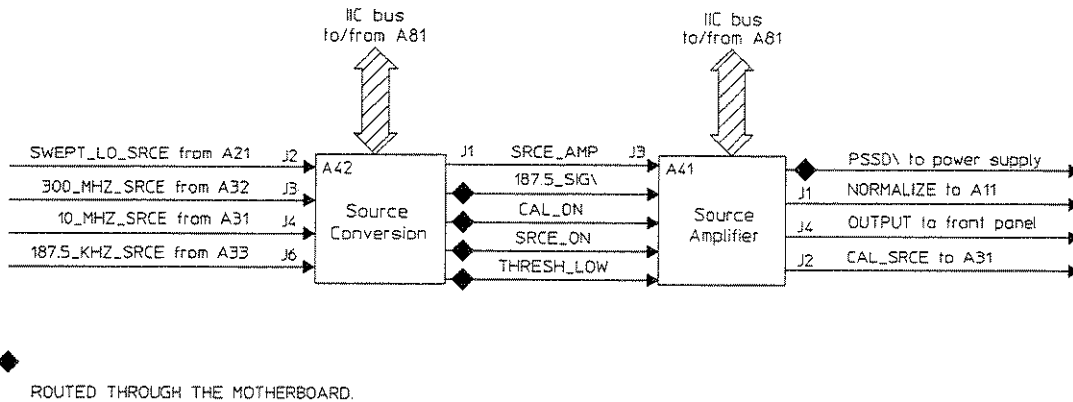 IIC bus
to/from A81
IIC bus
to/from A81
SWEPT_LO_SRCE from A21 J2
300_MHZ_SRCE from A32 J3
10_MHZ_SRCE from A31 J4
187.5_KHZ_SRCE from A33 J6
A42
Source
Conversion
J1 SRCE_AMP J3
187.5_SIG\
CAL_ON
SRCE_ON
THRESH_LOW
A41
Source
Amplifier
PSSD\ to power supply
J1 NORMALIZE to A11
J4 OUTPUT to front panel
J2 CAL_SRCE to A31
ROUTED THROUGH THE MOTHERBOARD.